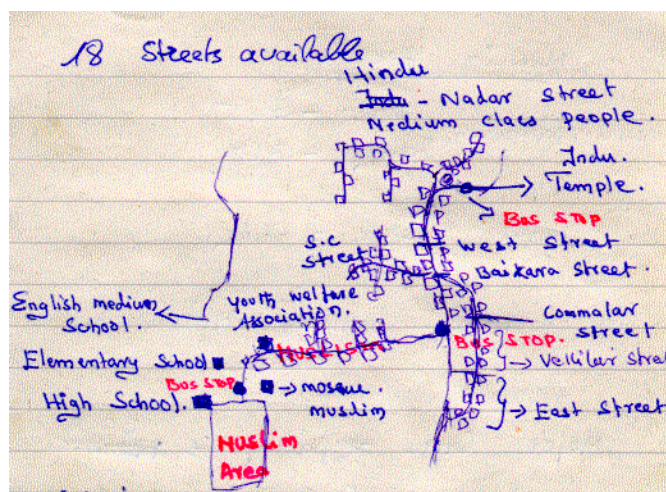 18 Streets available
Hindu
Indu - Nadar Street
Medium class people.
Indu.
Temple.
Bus STOP
S.C
Street
West Street
Baikara Street.
English medium
School.
Youth welfare
Association.
Commalar
Street
Bus STOP.
Vellilar Street
Elementary School
Bus STOP
mosque.
muslim
High School.
East Street
Muslim
Area